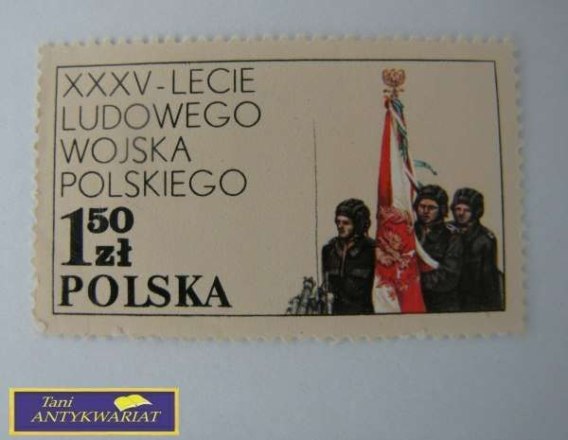 XXXV-LECIE
LUDOWEGO
WOJSKA
POLSKIEGO
1 50 zł
POLSKA
Tani
ANTYKWARIAT